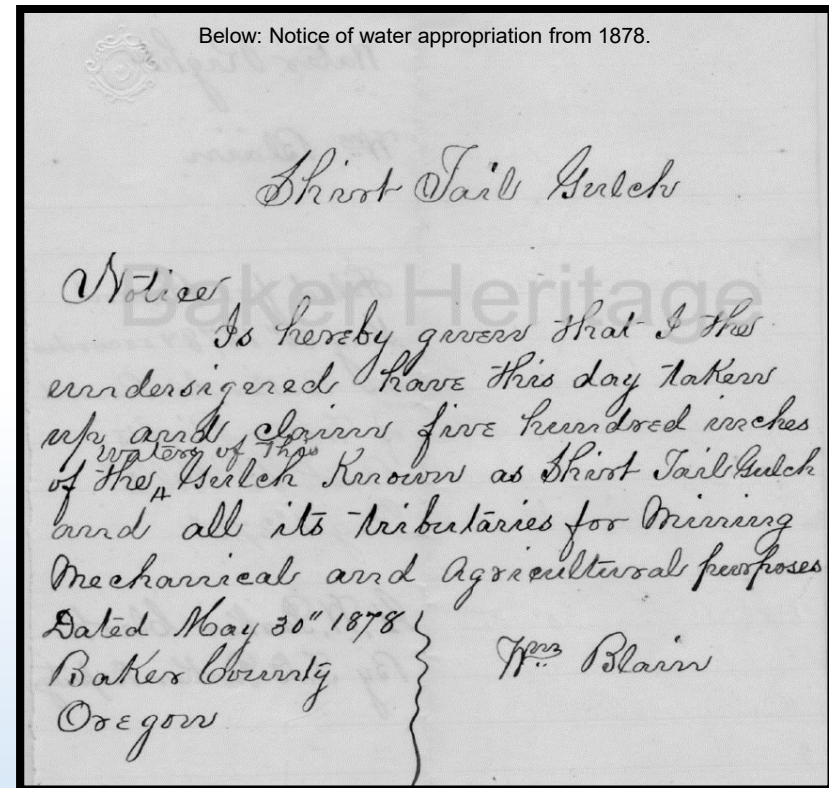 Below: Notice of water appropriation from 1878.
Shirt Tail Gulch
Baker Heritage
Notice
Is hereby given that I the
undersigned have this day taken
up and claim five hundred inches
waters of the
of the Gulch Known as Shirt Tail Gulch
and all its tributaries for Mining
Mechanical and Agricultural purposes
Dated May 30" 1878
Baker County
Oregon
Wm Blain